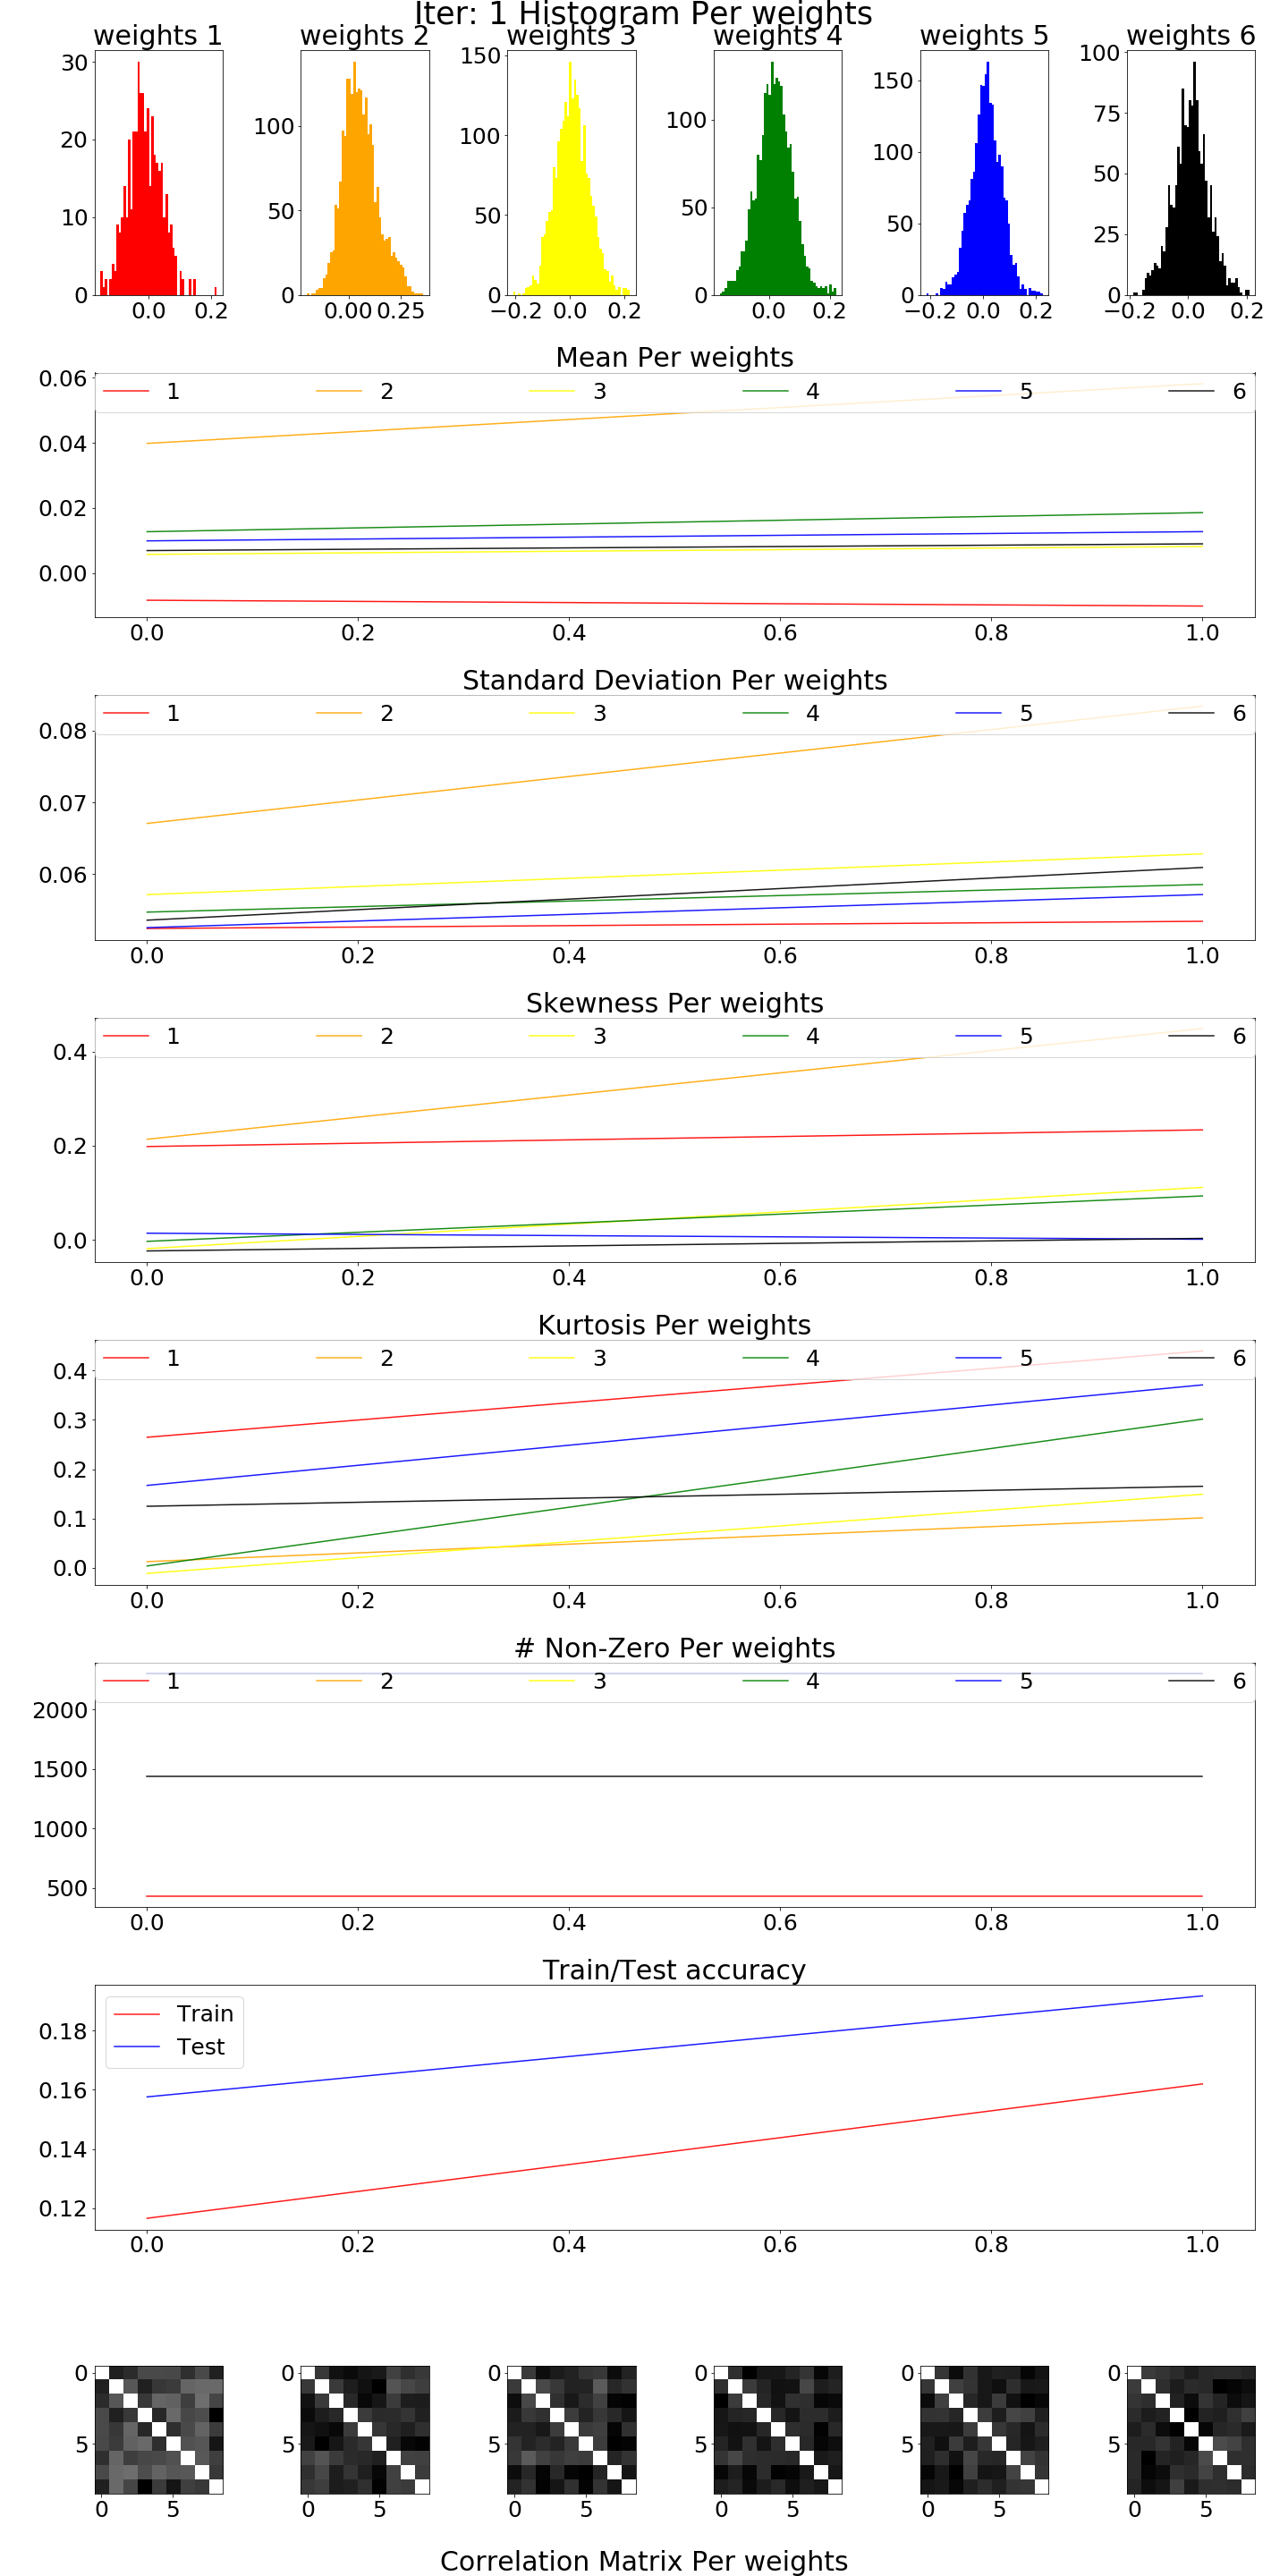 Iter: 1 Histogram Per weights
weights 1 weights 2 weights 3 weights 4 weights 5 weights 6
30
20
10
0
0.0 0.2
100
50
0
0.00 0.25
150
100
50
0
−0.2 0.0 0.2
100
50
0
0.0 0.2
150
100
50
0
−0.2 0.0 0.2
100
75
50
25
0
−0.2 0.0 0.2
Mean Per weights
1 2 3 4 5 6
0.06
0.04
0.02
0.00
0.0 0.2 0.4 0.6 0.8 1.0
Standard Deviation Per weights
1 2 3 4 5 6
0.08
0.07
0.06
0.0 0.2 0.4 0.6 0.8 1.0
Skewness Per weights
1 2 3 4 5 6
0.4
0.2
0.0
0.0 0.2 0.4 0.6 0.8 1.0
Kurtosis Per weights
1 2 3 4 5 6
0.4
0.3
0.2
0.1
0.0
0.0 0.2 0.4 0.6 0.8 1.0
# Non-Zero Per weights
1 2 3 4 5 6
2000
1500
1000
500
0.0 0.2 0.4 0.6 0.8 1.0
Train/Test accuracy
Train
Test
0.18
0.16
0.14
0.12
0.0 0.2 0.4 0.6 0.8 1.0
0 0 0 0 0 0
5 5 5 5 5 5
0 5 0 5 0 5 0 5 0 5 0 5
Correlation Matrix Per weights